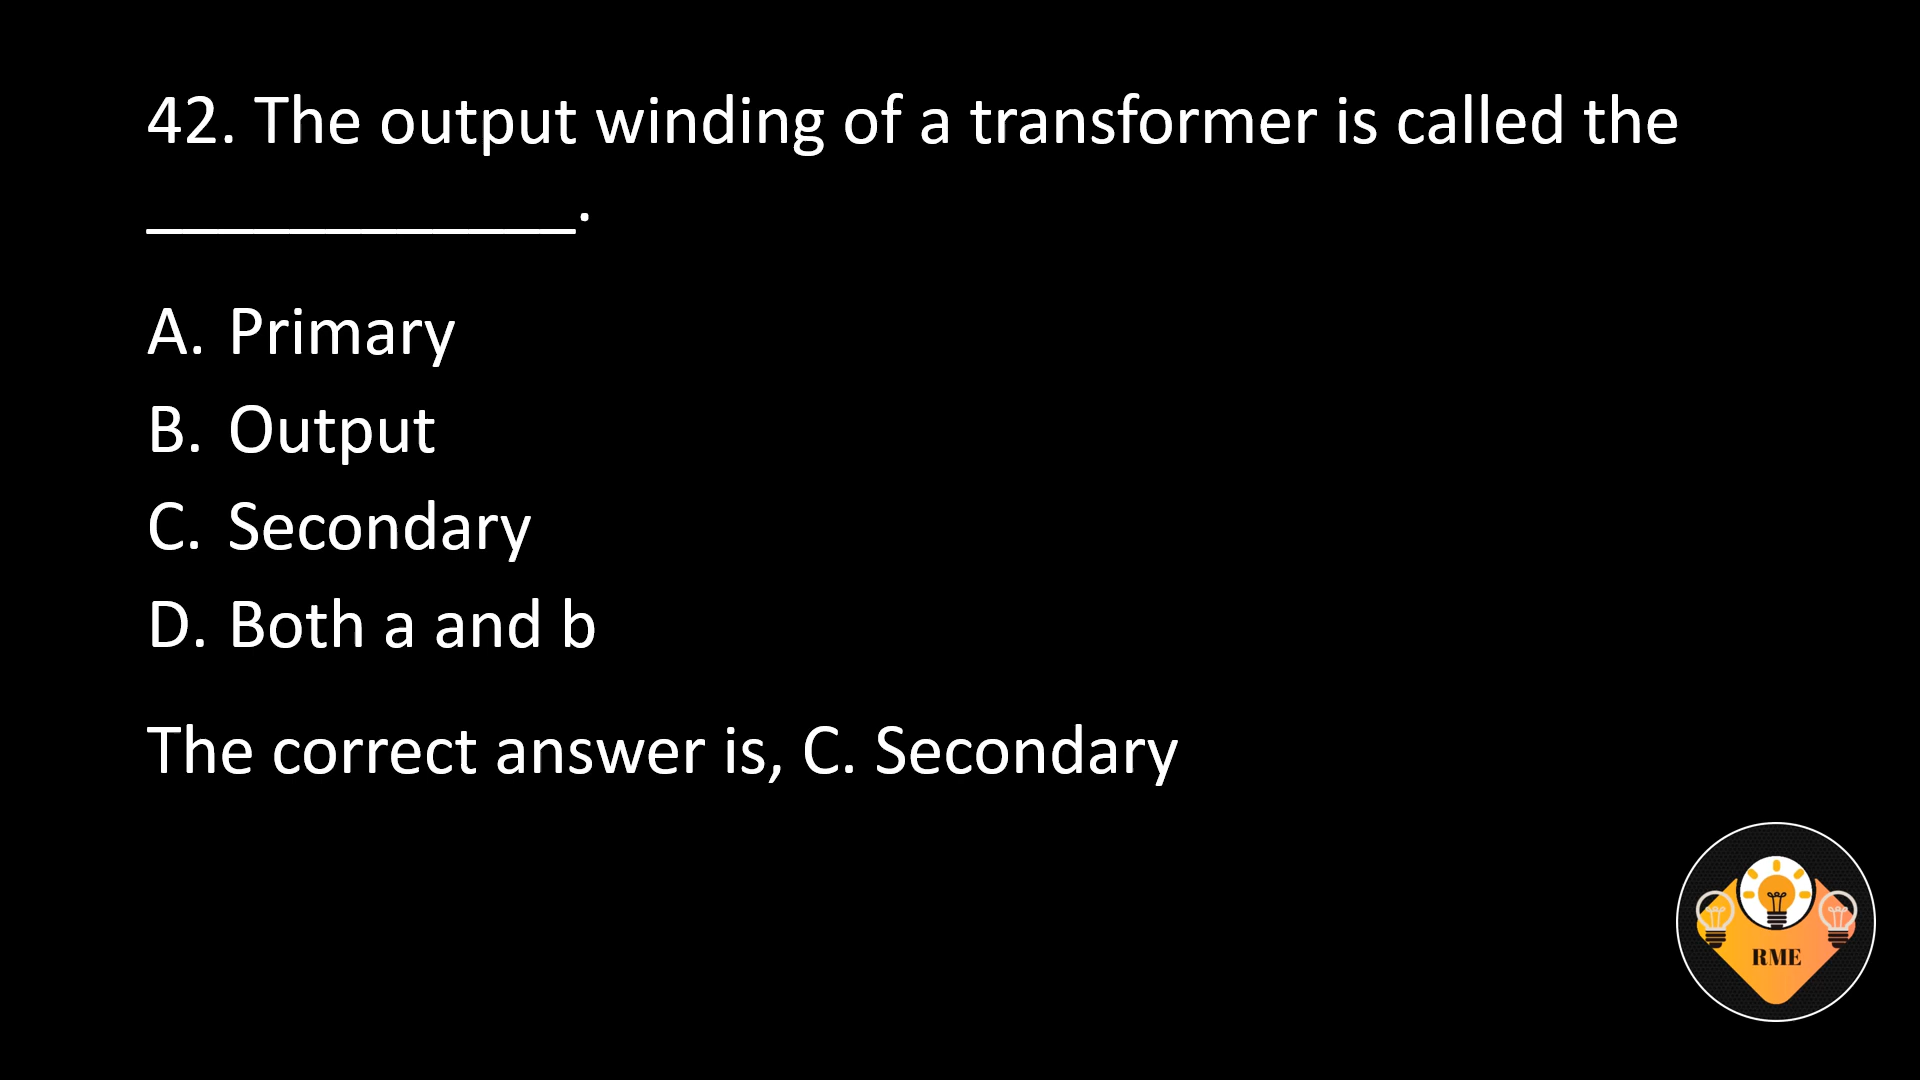 42. The output winding of a transformer is called the
_____________.
A. Primary
B. Output
C. Secondary
D. Both a and b
The correct answer is, C. Secondary
RME